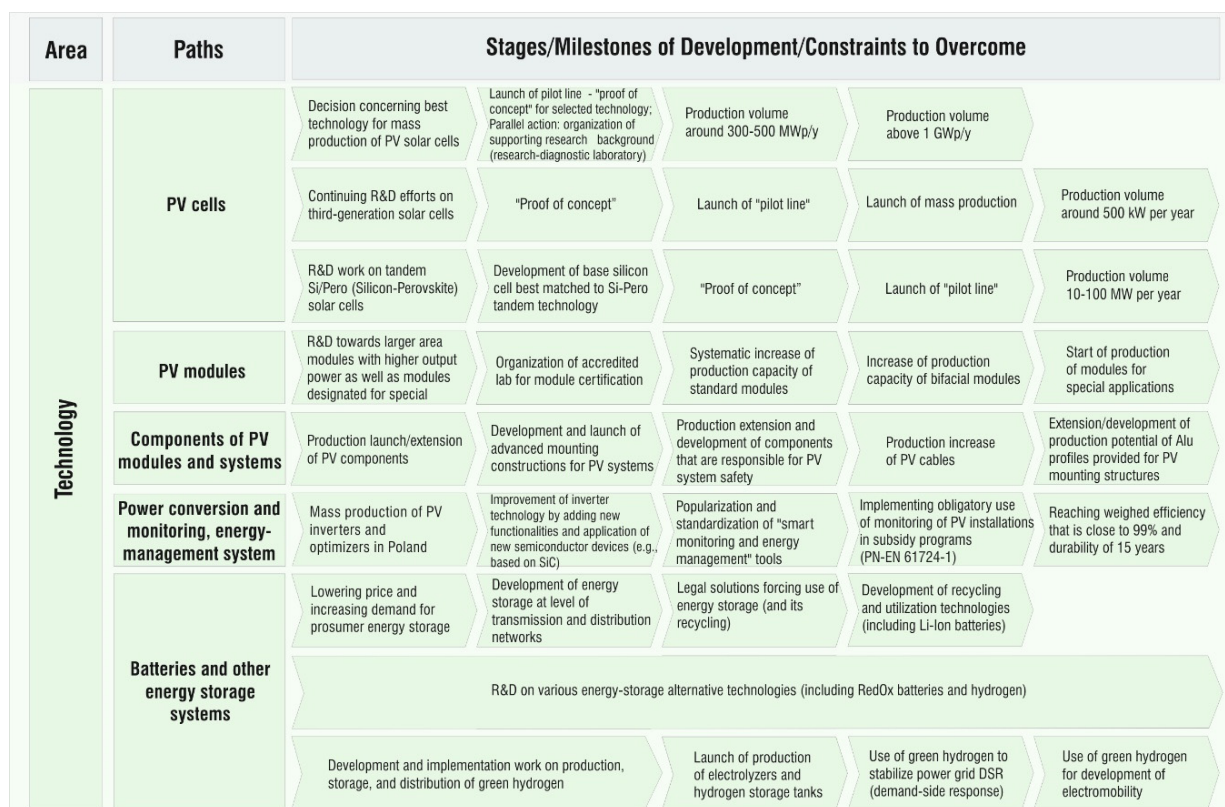 Area
Paths
Stages/Milestones of Development/Constraints to Overcome
Technology
PV cells
Decision concerning best
technology for mass
production of PV solar cells
Launch of pilot line - "proof of
concept" for selected technology;
Parallel action: organization of
supporting research background
(research-diagnostic laboratory)
Production volume
around 300-500 MWp/y
Production volume
above 1 GWp/y
Continuing R&D efforts on
third-generation solar cells
"Proof of concept"
Launch of "pilot line"
Launch of mass production
Production volume
around 500 kW per year
R&D work on tandem
Si/Pero (Silicon-Perovskite)
solar cells
Development of base silicon
cell best matched to Si-Pero
tandem technology
"Proof of concept"
Launch of "pilot line"
Production volume
10-100 MW per year
PV modules
R&D towards larger area
modules with higher output
power as well as modules
designated for special
Organization of accredited
lab for module certification
Systematic increase of
production capacity of
standard modules
Increase of production
capacity of bifacial modules
Start of production
of modules for
special applications
Components of PV
modules and systems
Production launch/extension
of PV components
Development and launch of
advanced mounting
constructions for PV systems
Production extension and
development of components
that are responsible for PV
system safety
Production increase
of PV cables
Extension/development of
production potential of Alu
profiles provided for PV
mounting structures
Power conversion and
monitoring, energy-
management system
Mass production of PV
inverters and
optimizers in Poland
Improvement of inverter
technology by adding new
functionalities and application of
new semiconductor devices (e.g.,
based on SiC)
Popularization and
standardization of "smart
monitoring and energy
management" tools
Implementing obligatory use
of monitoring of PV installations
in subsidy programs
(PN-EN 61724-1)
Reaching weighed efficiency
that is close to 99% and
durability of 15 years
Batteries and other
energy storage
systems
Lowering price and
increasing demand for
prosumer energy storage
Development of energy
storage at level of
transmission and distribution
networks
Legal solutions forcing use of
energy storage (and its
recycling)
Development of recycling
and utilization technologies
(including Li-Ion batteries)
R&D on various energy-storage alternative technologies (including RedOx batteries and hydrogen)
Development and implementation work on production,
storage, and distribution of green hydrogen
Launch of production
of electrolyzers and
hydrogen storage tanks
Use of green hydrogen to
stabilize power grid DSR
(demand-side response)
Use of green hydrogen
for development of
electromobility